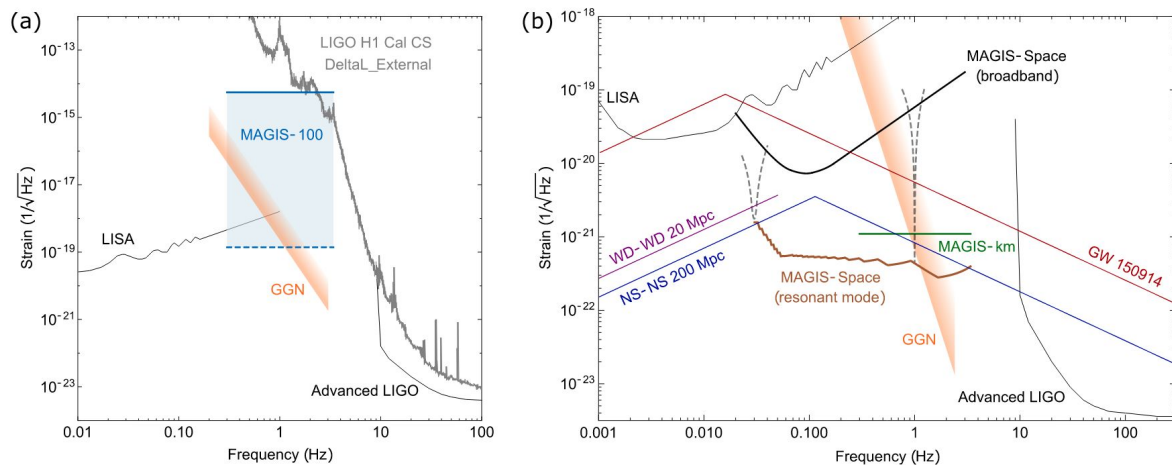 (a)
10⁻¹³
10⁻¹⁵
10⁻¹⁷
10⁻¹⁹
10⁻²¹
10⁻²³
Strain (1/√Hz)
LIGO H1 Cal CS
DeltaL_External
MAGIS-100
LISA
GGN
Advanced LIGO
0.01 0.10 1 10 100
Frequency (Hz)
(b)
10⁻¹⁸
10⁻¹⁹
10⁻²⁰
10⁻²¹
10⁻²²
10⁻²³
Strain (1/√Hz)
MAGIS-Space
(broadband)
LISA
WD-WD 20 Mpc
NS-NS 200 Mpc
MAGIS-Space
(resonant mode)
MAGIS-km
GW 150914
GGN
Advanced LIGO
0.001 0.010 0.100 1 10 100
Frequency (Hz)